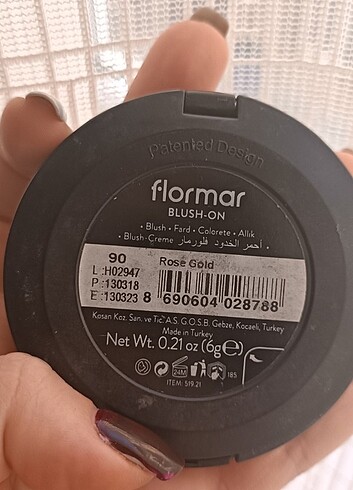 Patented Design
flormar
BLUSH-ON
• Blush • Fard • Colorete • Allık
• Blush-Creme أحمر الخدود فلورمار •
90 Rose Gold
L :H02947
P :130318
E :130323
8 690604 028788
Kosan Koz. San. ve Tic. A.S. G.O.S.B. Gebze, Kocaeli, Turkey
Made in Turkey
Net Wt. 0.21 oz (6g℮)
24M
185
ITEM: 519.21